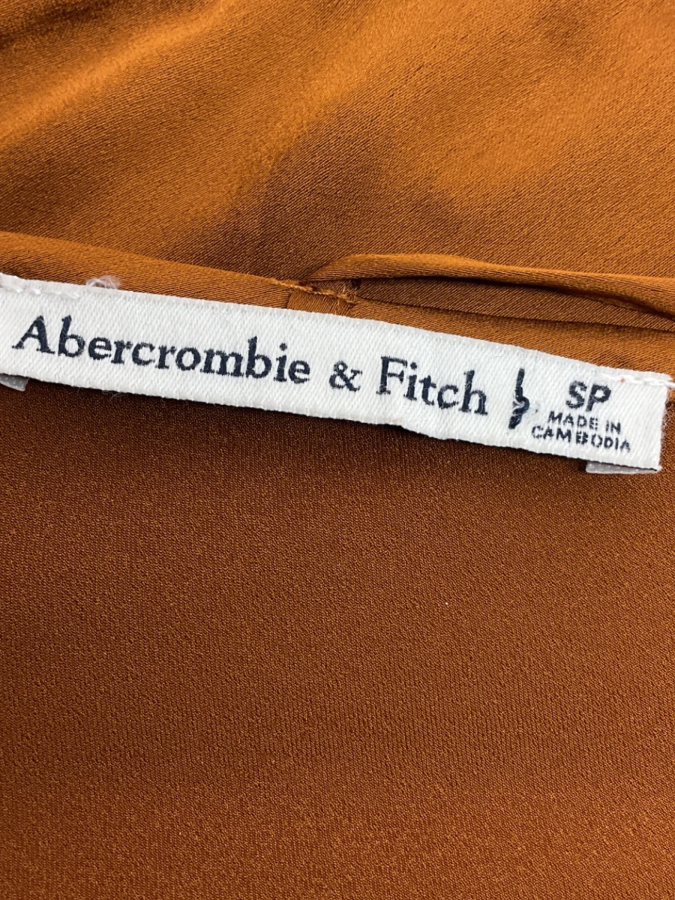 Abercrombie & Fitch
SP
MADE IN
CAMBODIA